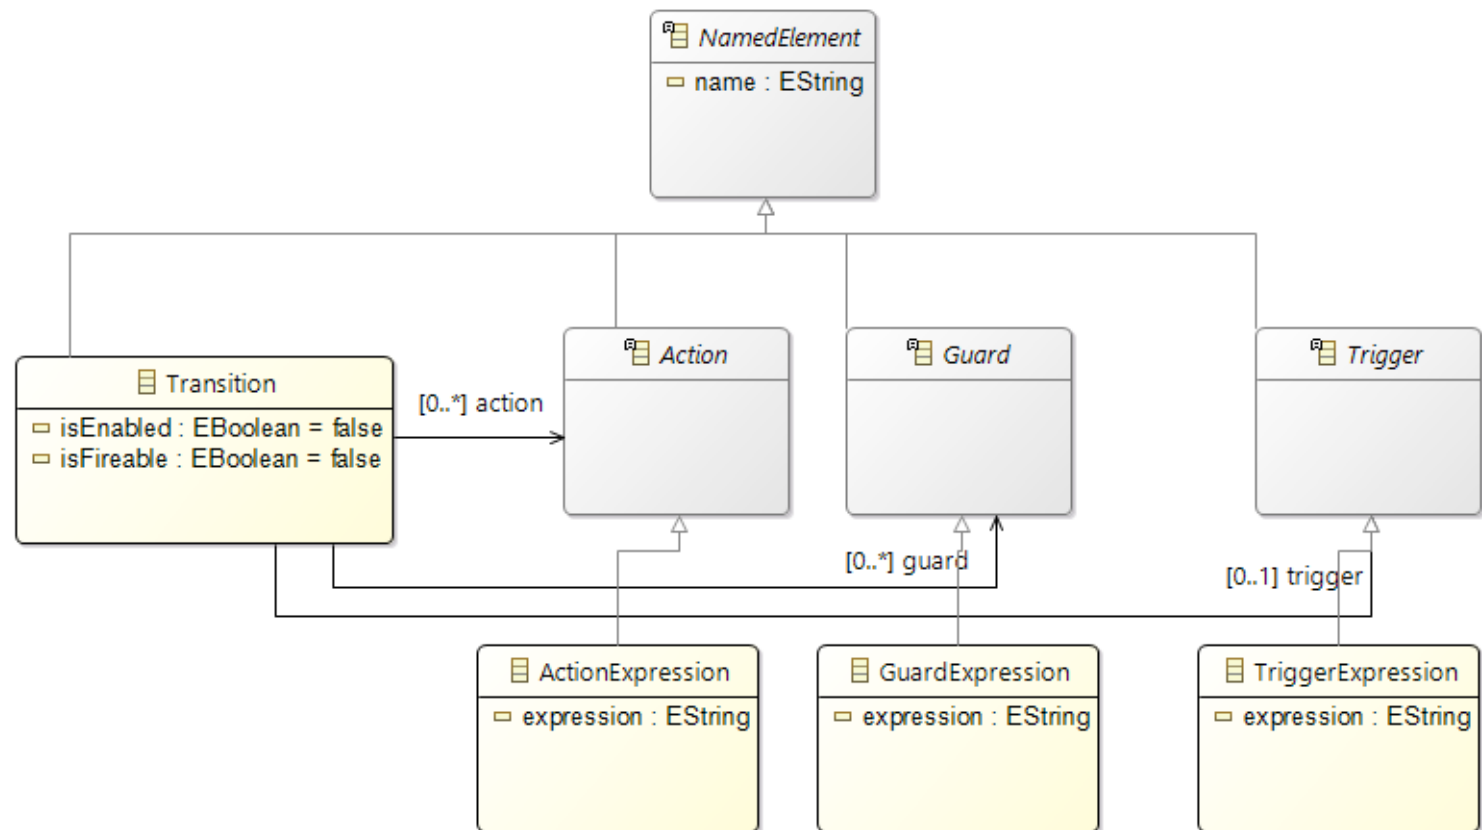 NamedElement
name : EString
Transition
isEnabled : EBoolean = false
isFireable : EBoolean = false
[0..*] action
Action
Guard
Trigger
[0..*] guard
[0..1] trigger
ActionExpression
expression : EString
GuardExpression
expression : EString
TriggerExpression
expression : EString